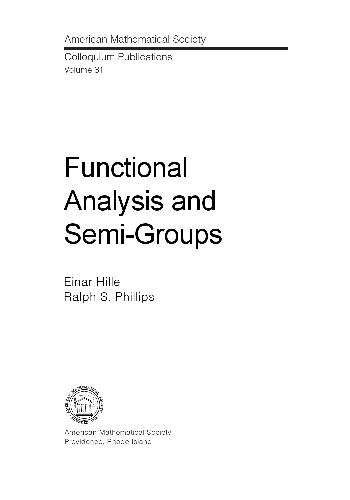 American Mathematical Society
Colloquium Publications
Volume 31
Functional
Analysis and
Semi-Groups
Einar Hille
Ralph S. Phillips
American Mathematical Society
Providence, Rhode Island